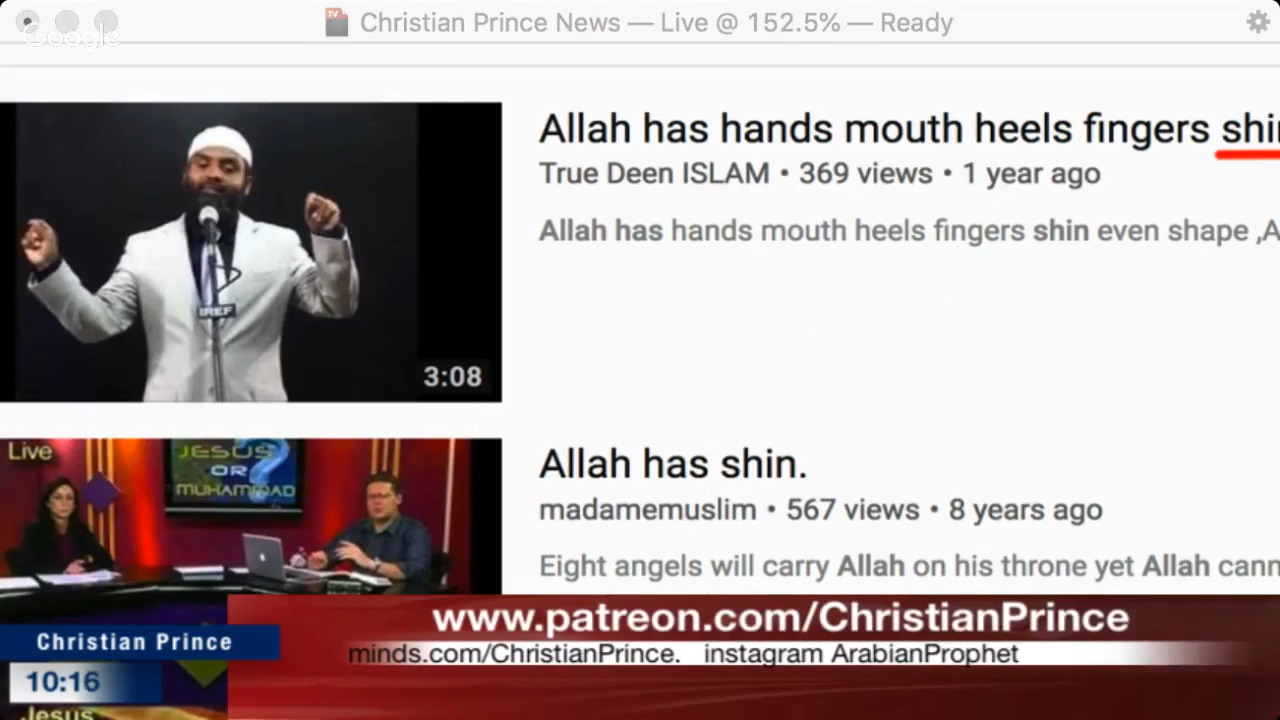 Google
Christian Prince News — Live @ 152.5% — Ready
Allah has hands mouth heels fingers shin
True Deen ISLAM • 369 views • 1 year ago
Allah has hands mouth heels fingers shin even shape ,A
IREF
3:08
Live
JESUS
OR
MUHAMMAD
?
Allah has shin.
madamemuslim • 567 views • 8 years ago
Eight angels will carry Allah on his throne yet Allah cann
www.patreon.com/ChristianPrince
Christian Prince
minds.com/ChristianPrince. instagram ArabianProphet
10:16
Jesus